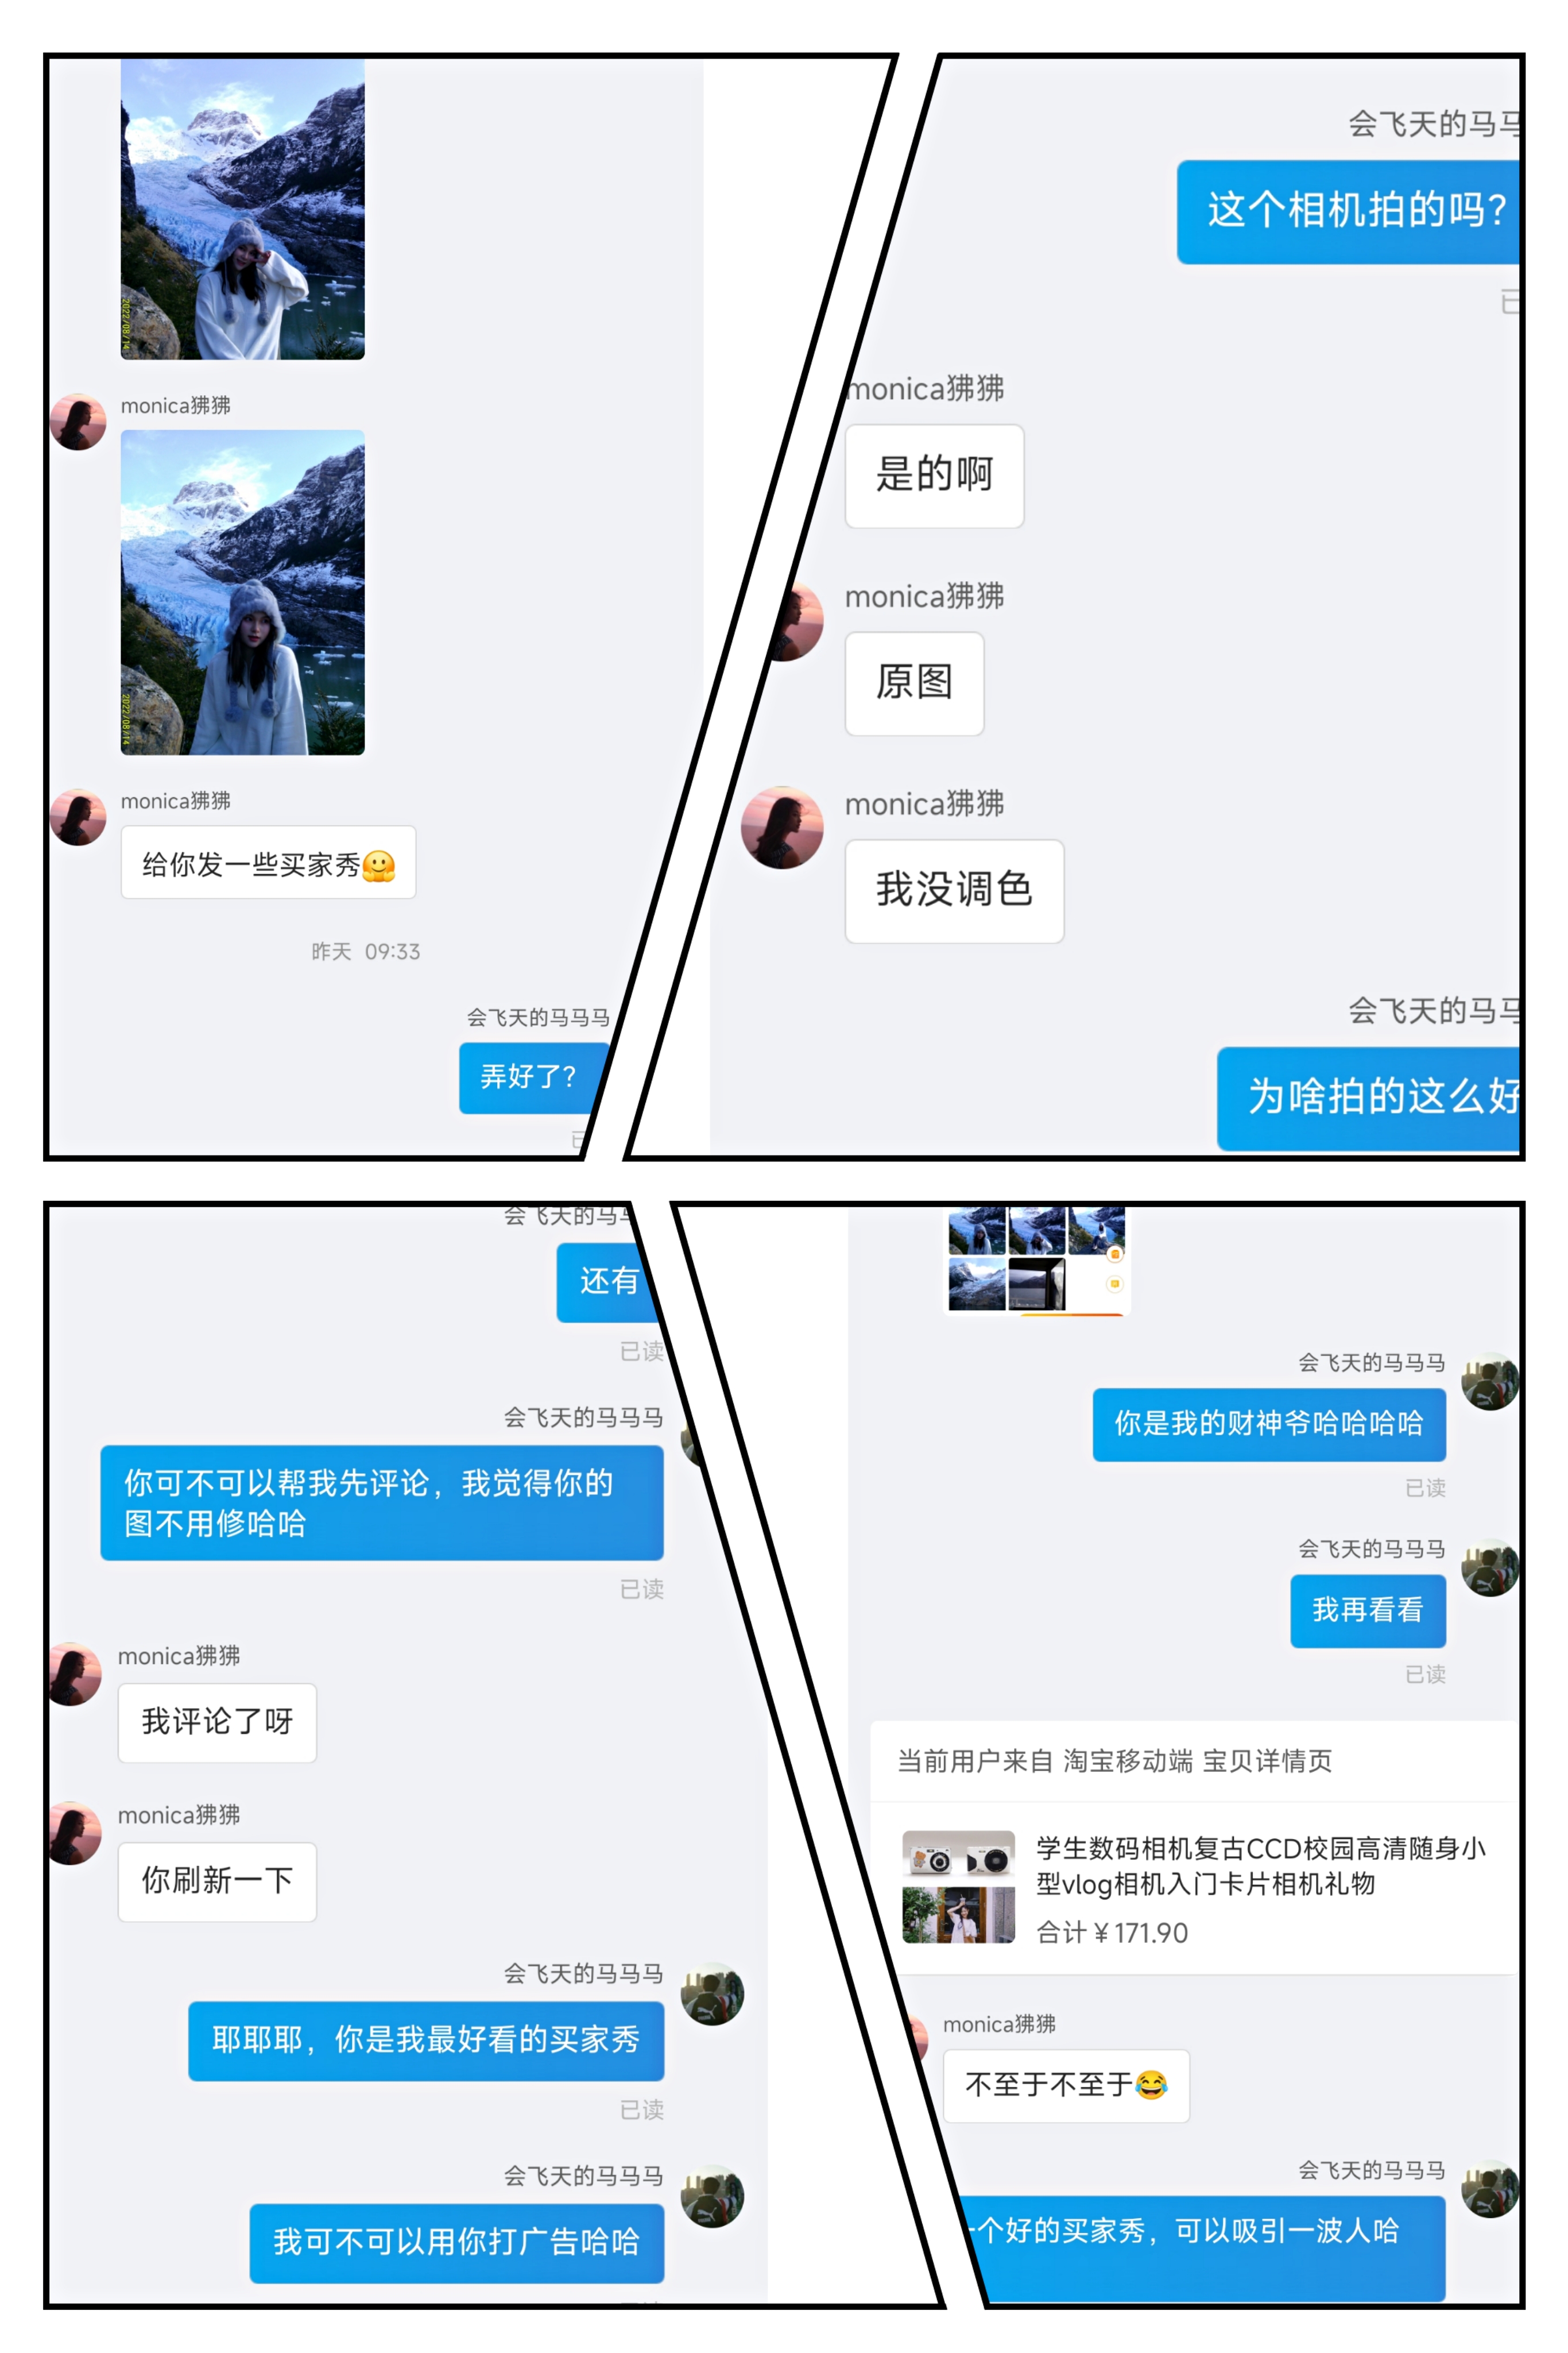 2022/08/14
monica狒狒
2022/08/14
monica狒狒
给你发一些买家秀🤗
昨天 09:33
会飞天的马马马
弄好了？
会飞天的马马
这个相机拍的吗？
monica狒狒
是的啊
monica狒狒
原图
monica狒狒
我没调色
会飞天的马马
为啥拍的这么好
会飞天的马
还有
已读
会飞天的马马马
你可不可以帮我先评论，我觉得你的
图不用修哈哈
已读
monica狒狒
我评论了呀
monica狒狒
你刷新一下
会飞天的马马马
耶耶耶，你是我最好看的买家秀
已读
会飞天的马马马
我可不可以用你打广告哈哈
会飞天的马马马
你是我的财神爷哈哈哈哈
已读
会飞天的马马马
我再看看
已读
当前用户来自 淘宝移动端 宝贝详情页
学生数码相机复古CCD校园高清随身小
型vlog相机入门卡片相机礼物
合计￥171.90
monica狒狒
不至于不至于😂
会飞天的马马马
个好的买家秀，可以吸引一波人哈